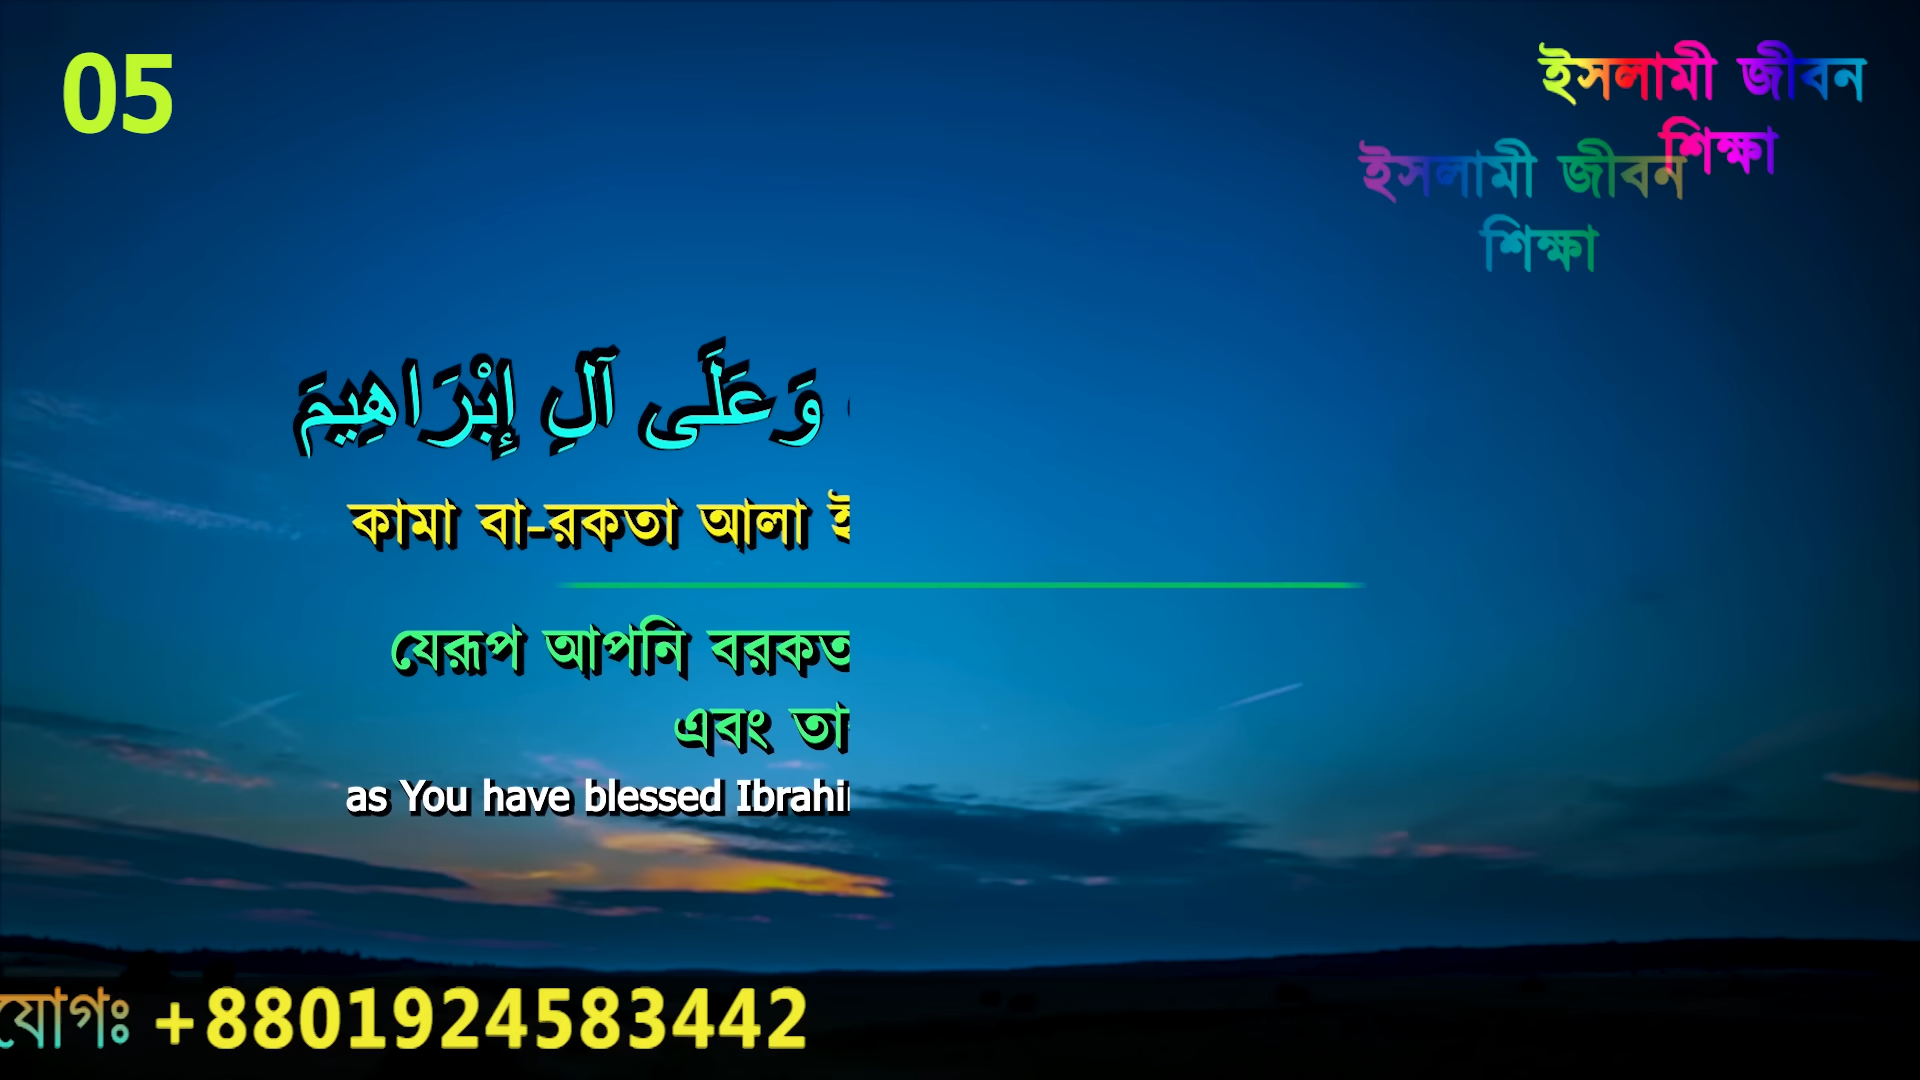 05
ইসলামী জীবন
শিক্ষা
ইসলামী জীবন
শিক্ষা
وَعَلَى آلِ إِبْرَاهِيمَ
কামা বা-রকতা আলা
যেরূপ আপনি বরকত
এবং
as You have blessed
যোগঃ +8801924583442